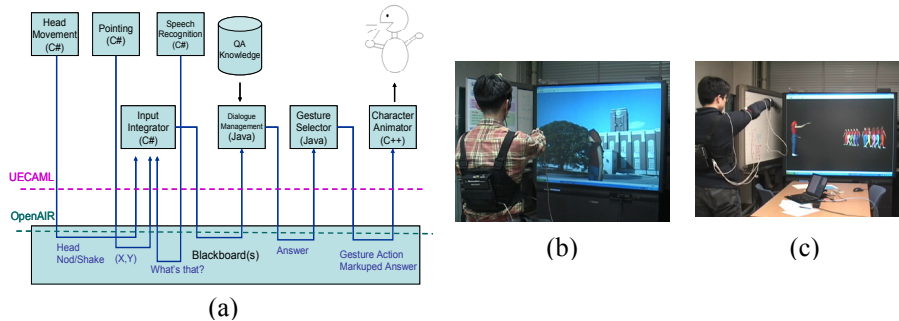 Head
Movement
(C#)
Pointing
(C#)
Speech
Recognition
(C#)
QA
Knowledge
Input
Integrator
(C#)
Dialogue
Management
(Java)
Gesture
Selector
(Java)
Character
Animator
(C++)
UECAML
OpenAIR
Head
Nod/Shake
(X,Y)
What's that?
Blackboard(s)
Answer
Gesture Action
Markuped Answer
(a)
(b)
(c)